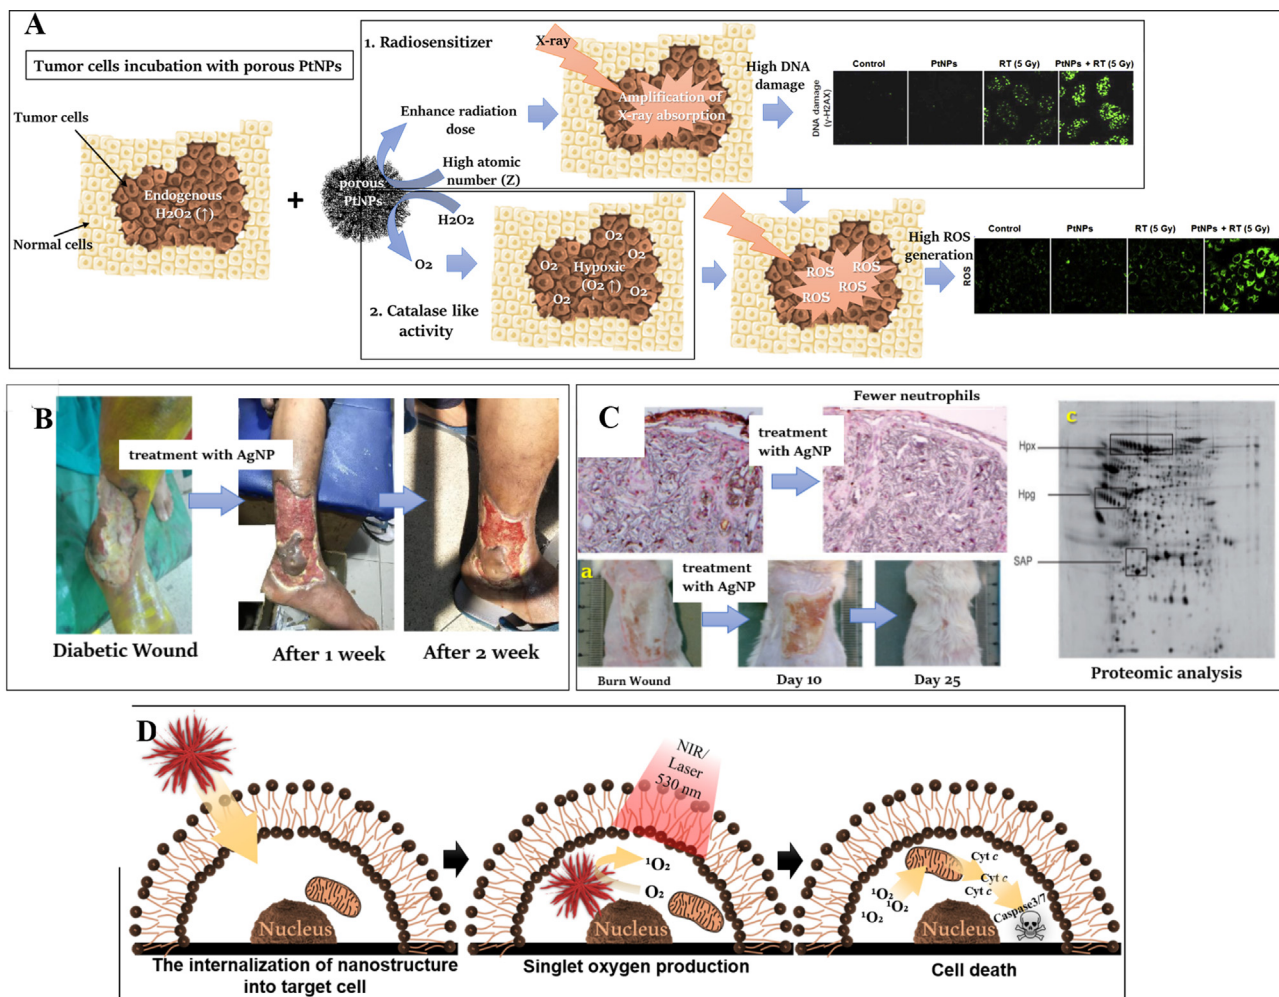 A
Tumor cells incubation with porous PtNPs
Tumor cells
Endogenous
H2O2 (↑)
Normal cells
+
porous
PtNPs
1. Radiosensitizer
Enhance radiation
dose
High atomic
number (Z)
H2O2
O2
2. Catalase like
activity
X-ray
Amplification of
X-ray absorption
High DNA
damage
Control
PtNPs
RT (5 Gy)
PtNPs + RT (5 Gy)
DNA damage
(γ-H2AX)
O2
O2
O2
Hypoxic
(O2 ↑)
O2
O2
ROS
ROS
ROS
ROS
High ROS
generation
Control
PtNPs
RT (5 Gy)
PtNPs + RT (5 Gy)
ROS
B
treatment with AgNP
Diabetic Wound
After 1 week
After 2 week
C
treatment
with AgNP
Fewer neutrophils
a
treatment
with AgNP
Burn Wound
Day 10
Day 25
c
Hpx
Hpg
SAP
Proteomic analysis
D
Nucleus
The internalization of nanostructure
into target cell
NIR/
Laser
530 nm
¹O₂
O₂
Nucleus
Singlet oxygen production
¹O₂
¹O₂
¹O₂
Cyt c
Cyt c
Cyt c
Caspase3/7
Nucleus
Cell death